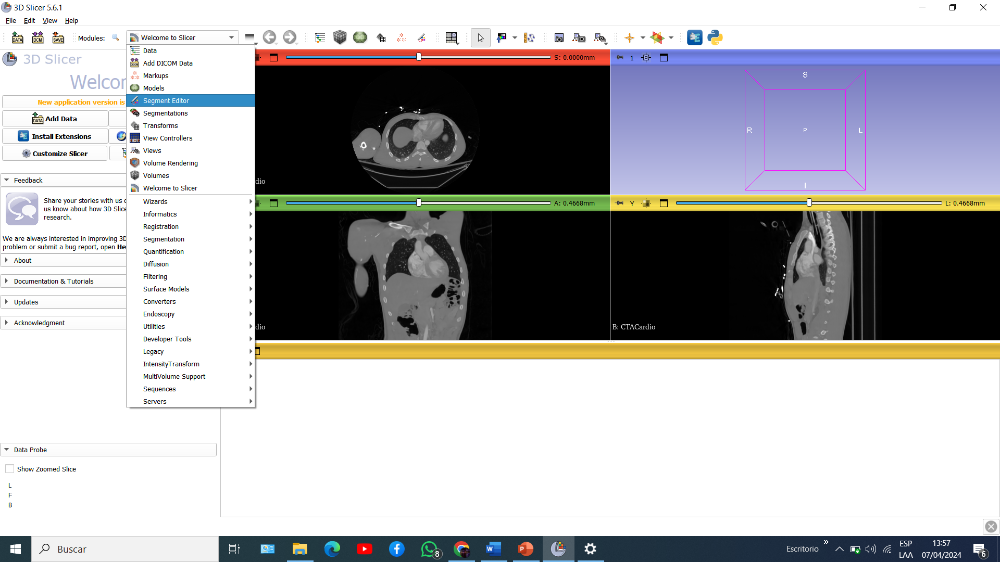 3D Slicer 5.6.1
File Edit View Help
DATA DCM SAVE Modules: Welcome to Slicer
3D Slicer
Welcom
New application version is
Add Data
Install Extensions
Customize Slicer
Feedback
Share your stories with us
us know about how 3D Slice
research.
We are always interested in improving 3D
problem or submit a bug report, open He
About
Documentation & Tutorials
Updates
Acknowledgment
Data
Add DICOM Data
Markups
Models
Segment Editor
Segmentations
Transforms
View Controllers
Views
Volume Rendering
Volumes
Welcome to Slicer
Wizards
Informatics
Registration
Segmentation
Quantification
Diffusion
Filtering
Surface Models
Converters
Endoscopy
Utilities
Developer Tools
Legacy
IntensityTransform
MultiVolume Support
Sequences
Servers
S: 0.0000mm
dio
1
S
R P L
I
A: 0.4668mm
dio
Y L: 0.4668mm
B: CTACardio
Data Probe
Show Zoomed Slice
L
F
B
Buscar
8
Escritorio
ESP
LAA
13:57
07/04/2024
6